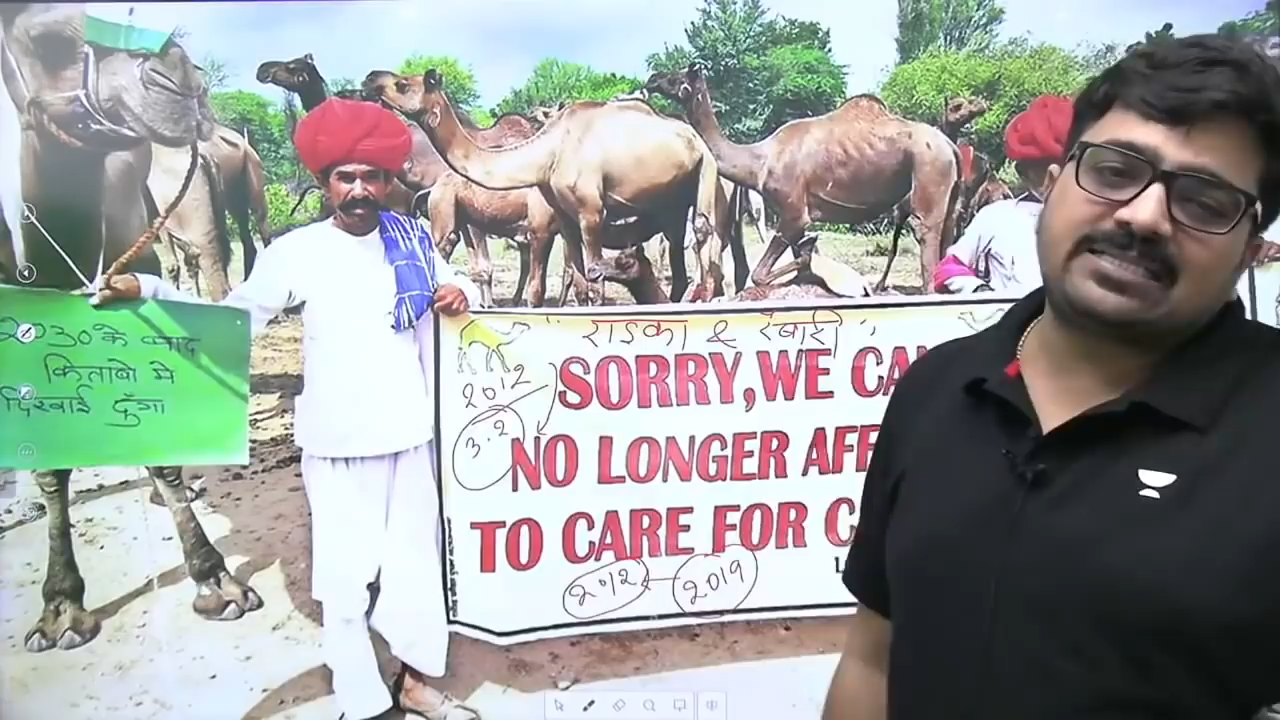 2030 के बाद
किताबो मे
दिखाई दुँगा
"राइका & रेबारी"
SORRY, WE CA
NO LONGER AFF
TO CARE FOR C
2012
3.2
2012
2019